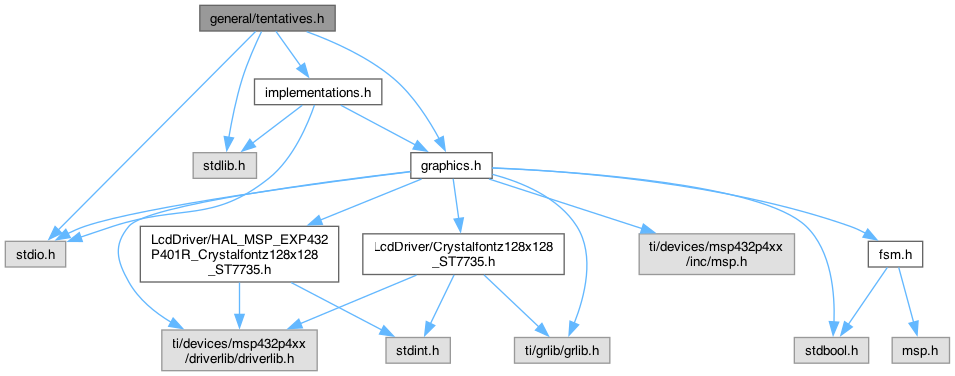 general/tentatives.h
implementations.h
stdlib.h
graphics.h
stdio.h
LcdDriver/HAL_MSP_EXP432
P401R_Crystalfontz128x128
_ST7735.h
LcdDriver/Crystalfontz128x128
_ST7735.h
ti/devices/msp432p4xx
/inc/msp.h
fsm.h
ti/devices/msp432p4xx
/driverlib/driverlib.h
stdint.h
ti/grlib/grlib.h
stdbool.h
msp.h